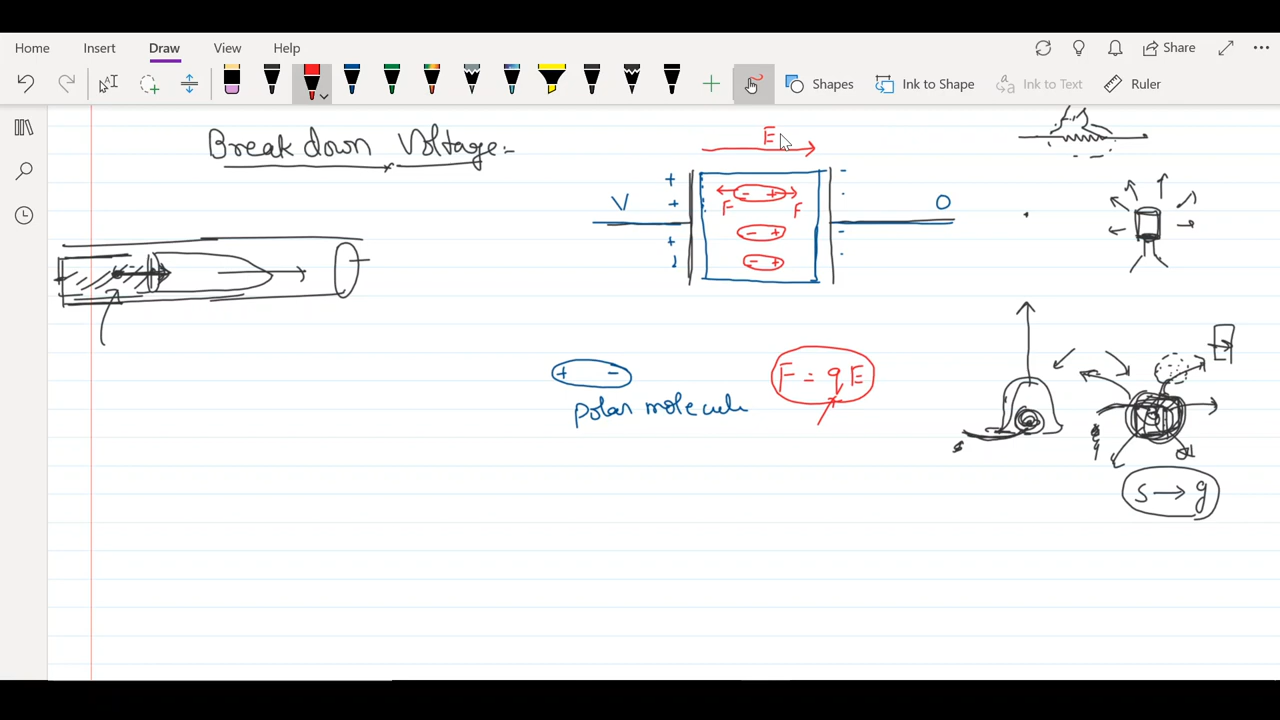 Home Insert Draw View Help
Share
Shapes Ink to Shape Ink to Text Ruler
Break down Voltage:-
E
+ -
+
V
O
- +
F F
+ -
- +
- +
+ -
polar molecule
F = qE
s → g